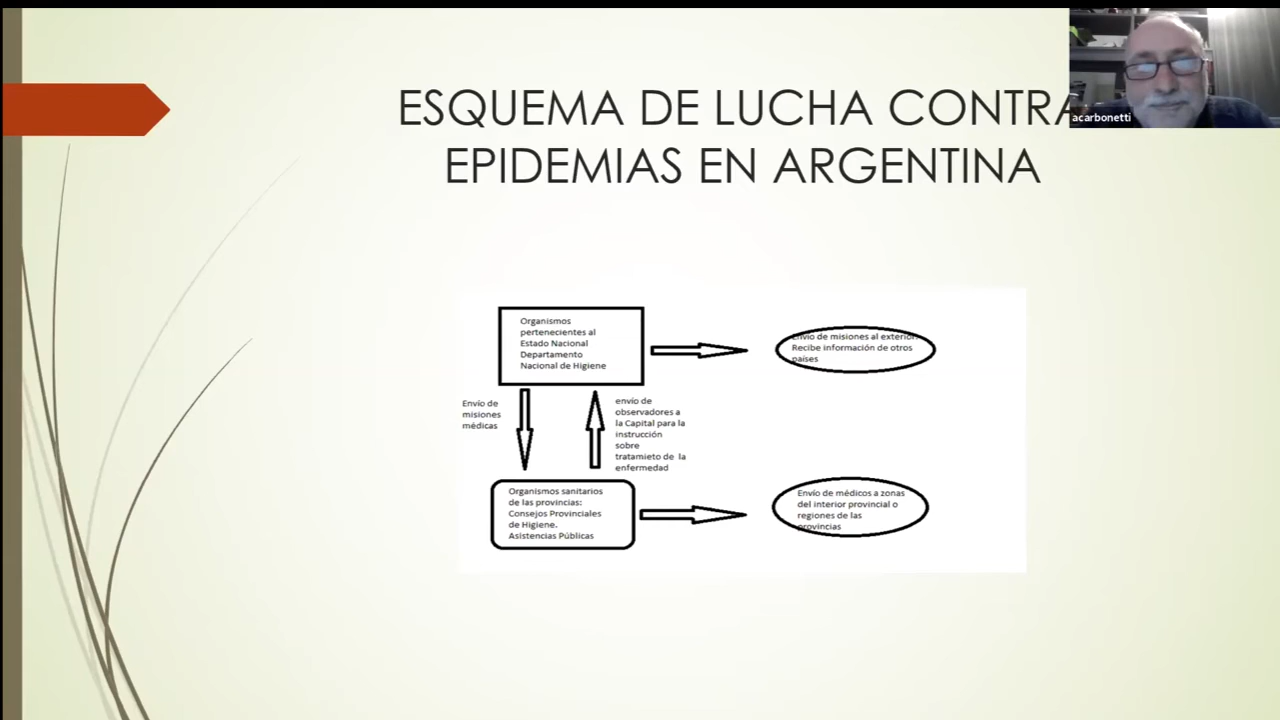 ESQUEMA DE LUCHA CONTRA
EPIDEMIAS EN ARGENTINA
acarbonetti
Organismos
pertenecientes al
Estado Nacional
Departamento
Nacional de Higiene
Envio de misiones al exterior.
Recibe información de otros
países
Envío de
misiones
médicas
envío de
observadores a
la Capital para la
instrucción
sobre
tratamieto de la
enfermedad
Organismos sanitarios
de las provincias:
Consejos Provinciales
de Higiene.
Asistencias Públicas
Envío de médicos a zonas
del interior provincial o
regiones de las
provincias